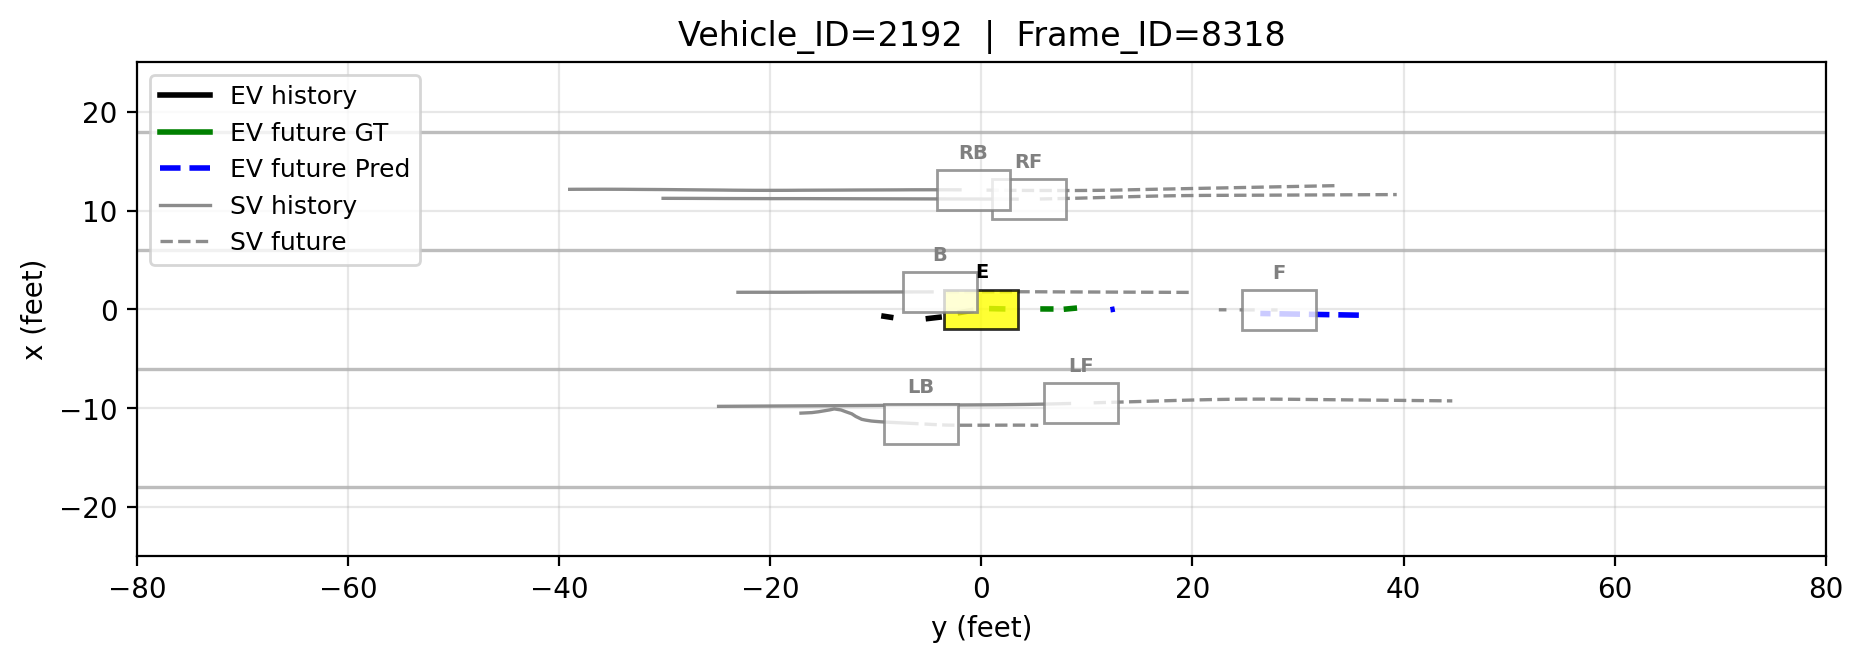 Vehicle_ID=2192 | Frame_ID=8318
EV history
EV future GT
EV future Pred
SV history
SV future
RB
RF
B
E
F
LF
LB
20
10
0
−10
−20
x (feet)
−80
−60
−40
−20
0
20
40
60
80
y (feet)